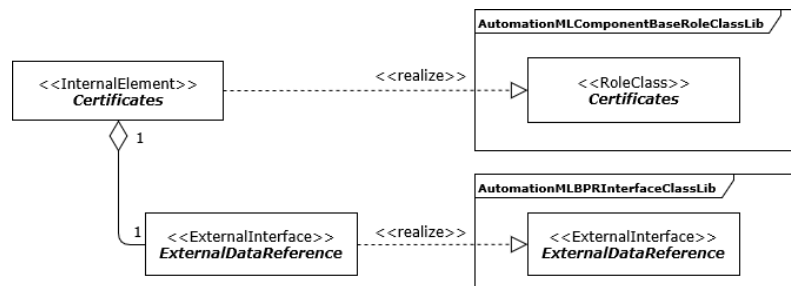 AutomationMLComponentBaseRoleClassLib
<<InternalElement>>
Certificates
<<realize>>
<<RoleClass>>
Certificates
1
AutomationMLBPRInterfaceClassLib
1
<<ExternalInterface>>
ExternalDataReference
<<realize>>
<<ExternalInterface>>
ExternalDataReference